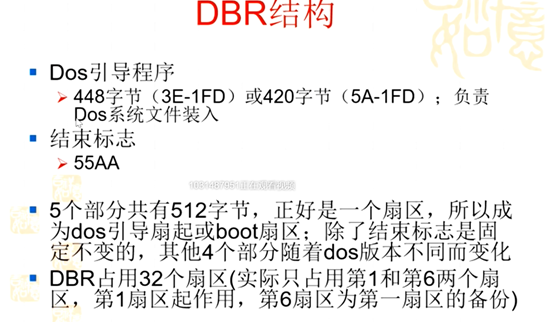 DBR结构
Dos引导程序
448字节（3E-1FD）或420字节（5A-1FD）；负责
Dos系统文件装入
结束标志
55AA
5个部分共有512字节，正好是一个扇区，所以成
为dos引导扇起或boot扇区；除了结束标志是固
定不变的，其他4个部分随着dos版本不同而变化
DBR占用32个扇区(实际只占用第1和第6两个扇
区，第1扇区起作用，第6扇区为第一扇区的备份)